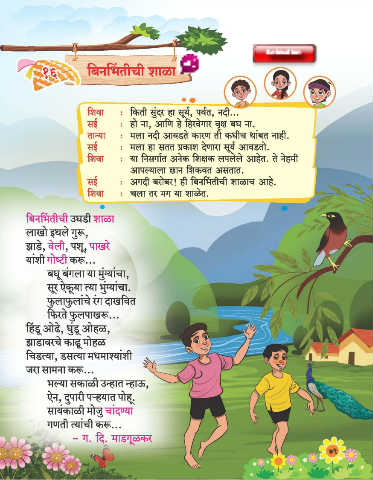 १६
बिनभिंतीची शाळा
शिवा : किती सुंदर हा सूर्य, पर्वत, नदी...
सई : हो ना, आणि हे हिरवेगार वृक्ष बघ ना.
तान्या : मला नदी आवडते कारण ती कधीच थांबत नाही.
सई : मला हा सतत प्रकाश देणारा सूर्य आवडतो.
शिवा : या निसर्गात अनेक शिक्षक लपलेले आहेत. ते नेहमी
आपल्याला छान शिकवत असतात.
सई : अगदी बरोबर! ही बिनभिंतीची शाळाच आहे.
शिवा : चला तर मग या शाळेत.
बिनभिंतीची उघडी शाळा
लाखो इथले गुरू,
झाडे, वेली, पशू, पाखरे
यांशी गोष्टी करू...
बघू बंगला या मुंग्यांचा,
सूर ऐकूया त्या भुंग्यांचा.
फुलाफुलांचे रंग दाखवित
फिरते फुलपाखरू...
हिंडू ओढे, धुंडू ओहळ,
झाडावरचे काढू मोहळ
चिडत्या, डसत्या मधमाश्यांशी
जरा सामना करू...
भल्या सकाळी उन्हात न्हाऊ,
ऐन, दुपारी पऱ्ह्यात पोहू,
सायंकाळी मोजू चांदण्या
गणती त्यांची करू...
– ग. दि. माडगूळकर